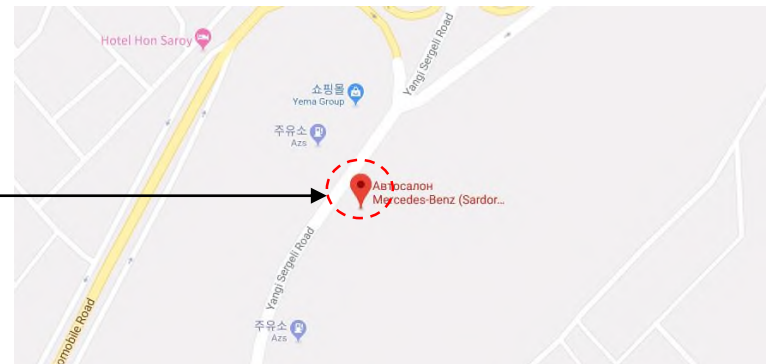 Yangi Sergeli Road
Hotel Hon Saroy
쇼핑몰
Yema Group
주유소
Azs
Автосалон
Mercedes-Benz (Sardor...
Yangi Sergeli Road
주유소
Azs
omobile Road